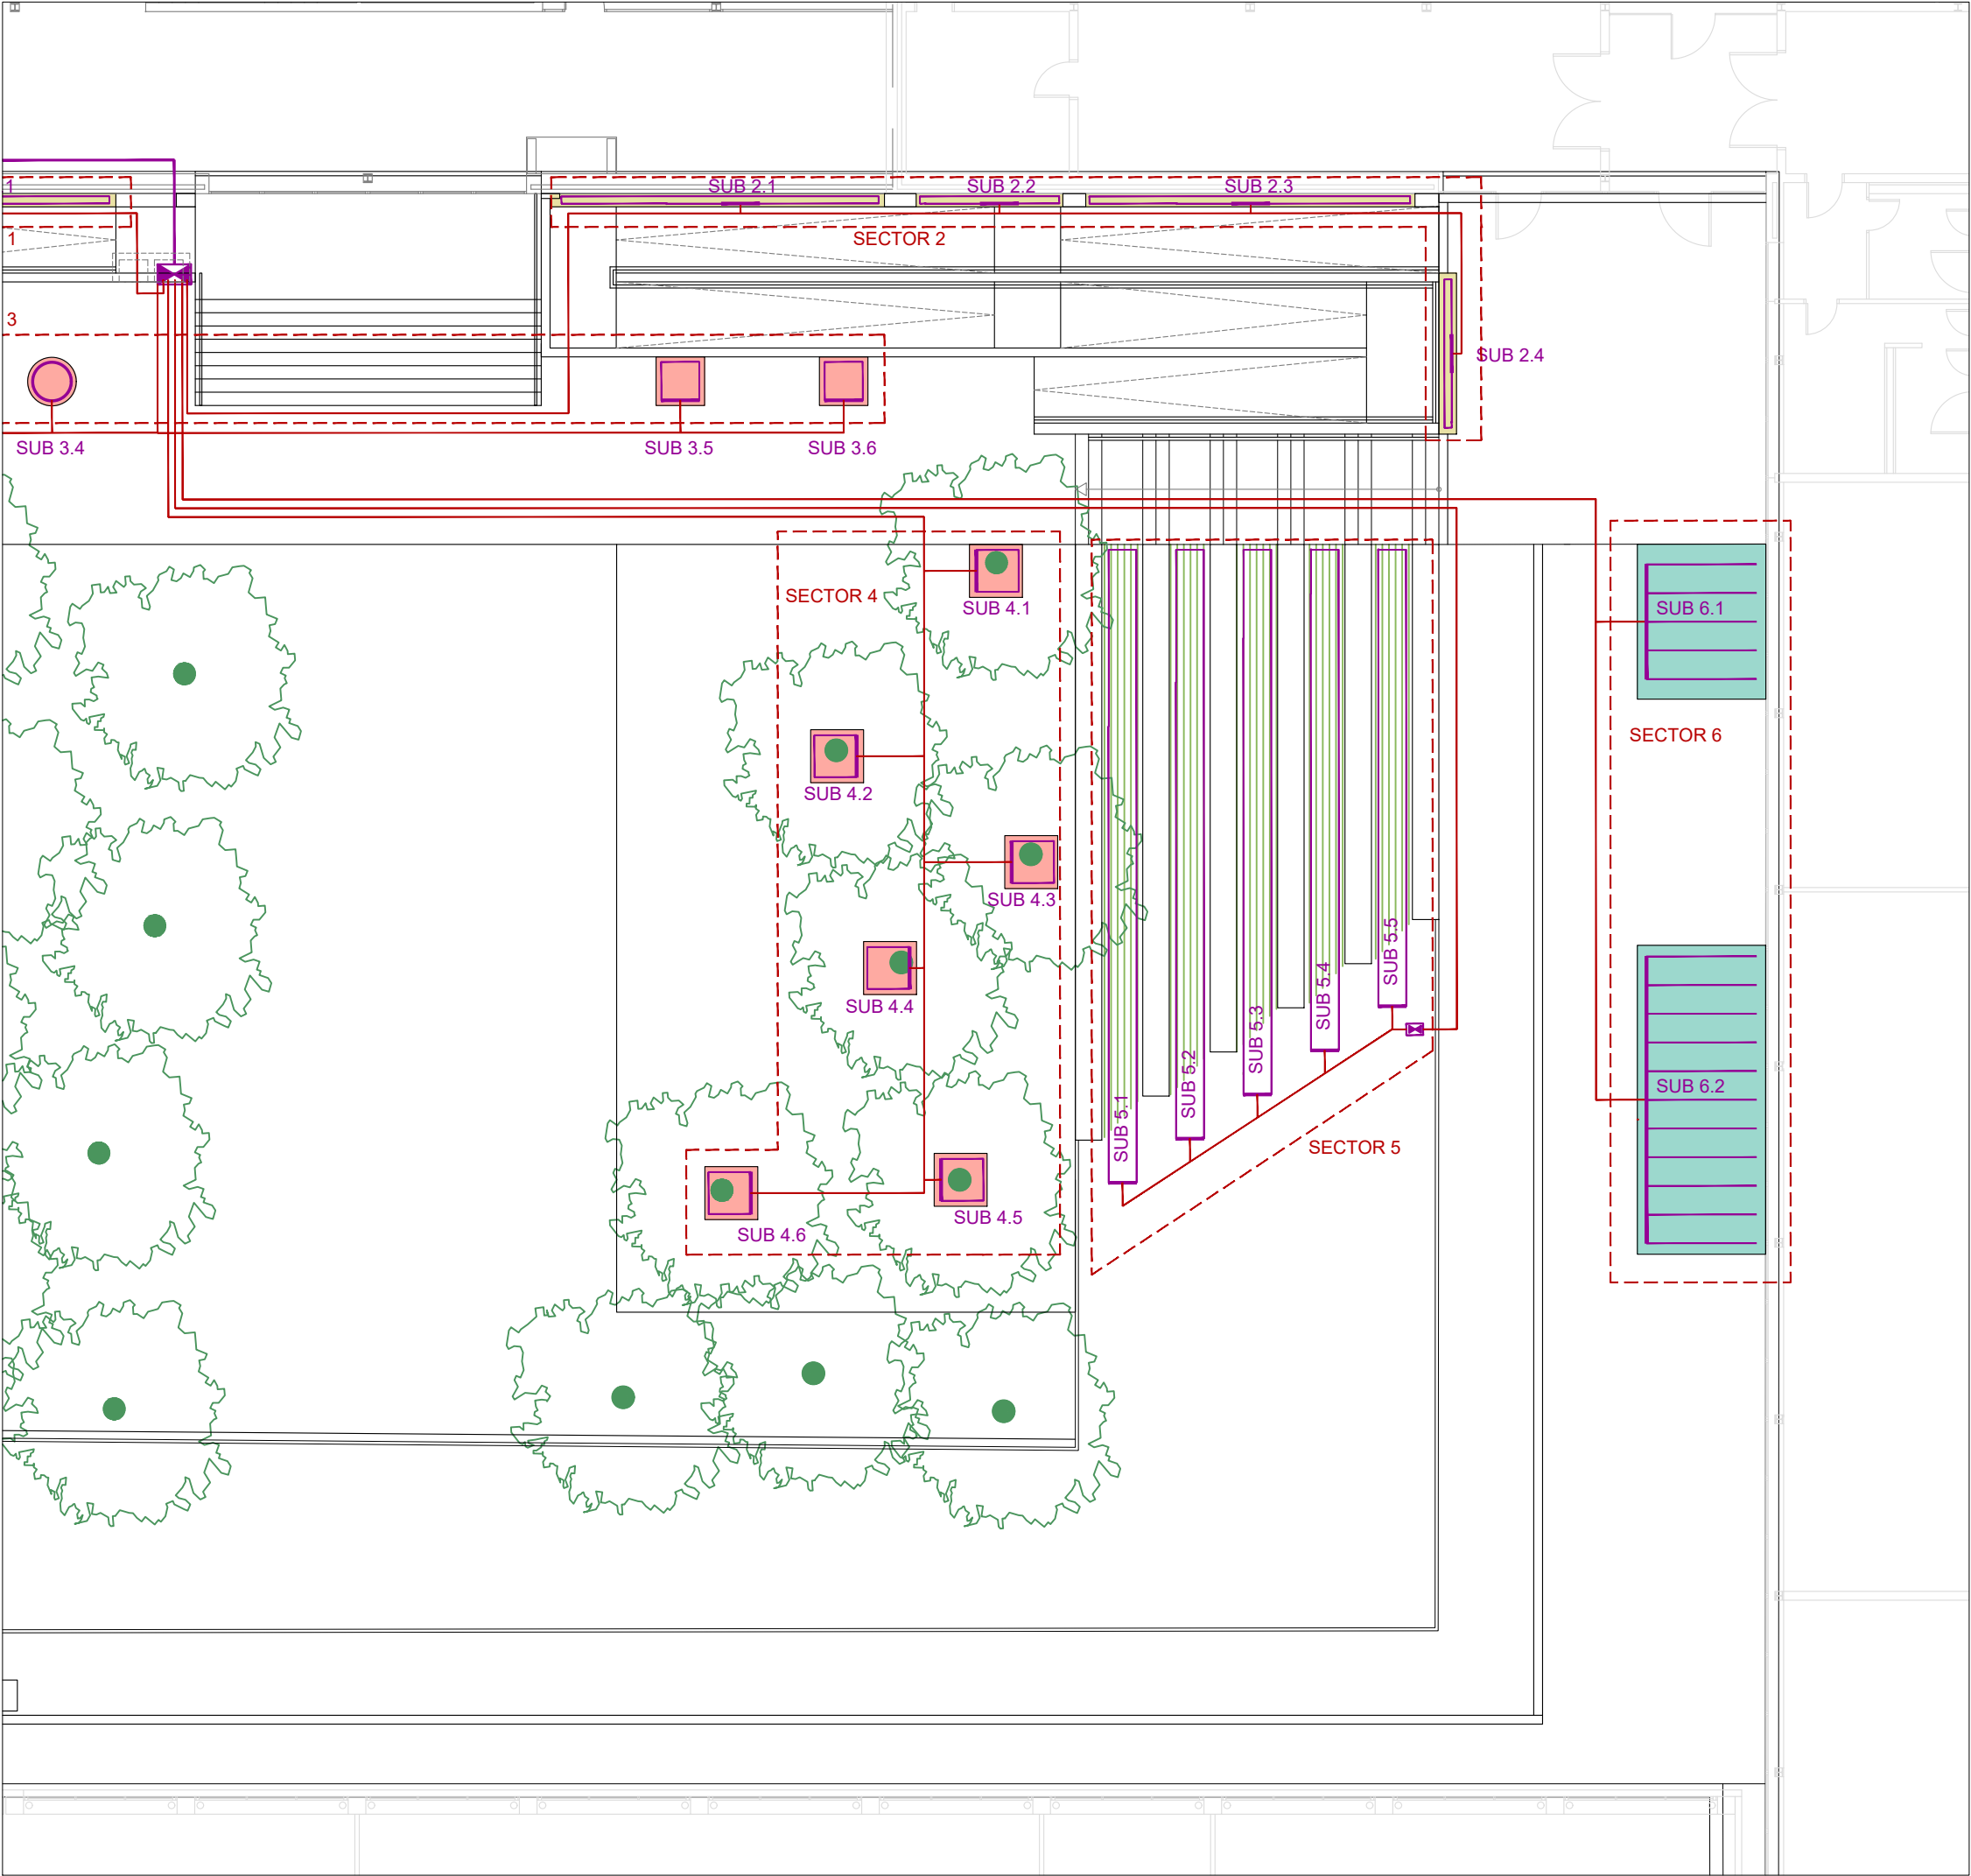 1
SUB 2.1
SUB 2.2
SUB 2.3
1
SECTOR 2
3
SUB 2.4
SUB 3.4
SUB 3.5
SUB 3.6
SECTOR 4
SUB 4.1
SUB 6.1
SECTOR 6
SUB 4.2
SUB 4.3
SUB 5.5
SUB 4.4
SUB 5.4
SUB 5.3
SUB 5.2
SUB 6.2
SUB 5.1
SECTOR 5
SUB 4.5
SUB 4.6